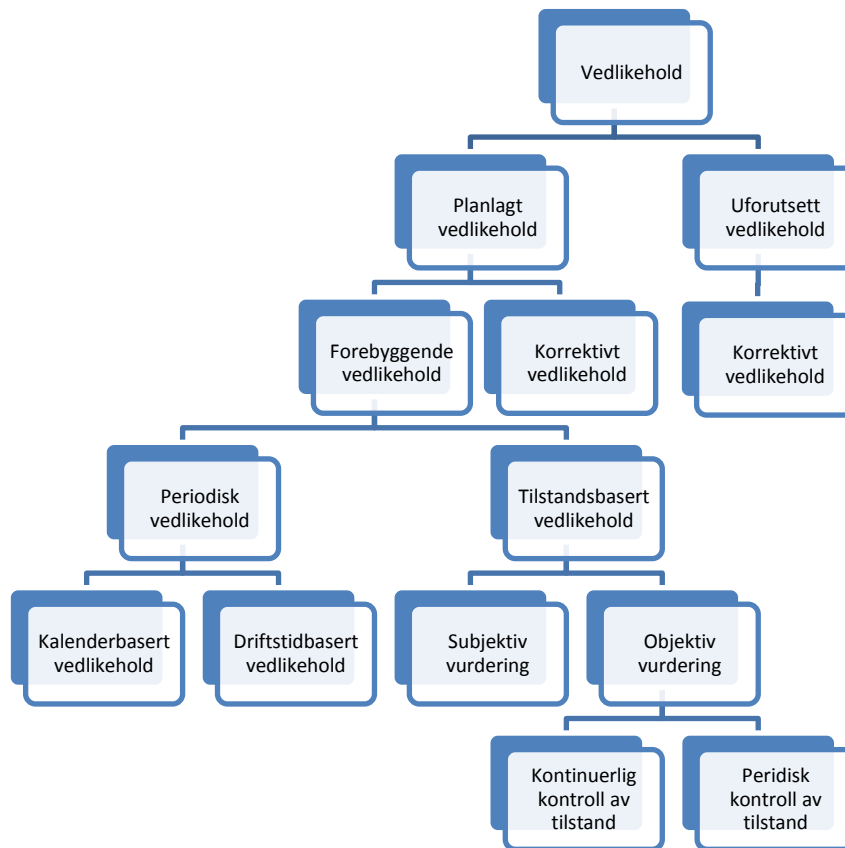 Vedlikehold
Planlagt
vedlikehold
Uforutsett
vedlikehold
Forebyggende
vedlikehold
Korrektivt
vedlikehold
Korrektivt
vedlikehold
Periodisk
vedlikehold
Tilstandsbasert
vedlikehold
Kalenderbasert
vedlikehold
Driftstidbasert
vedlikehold
Subjektiv
vurdering
Objektiv
vurdering
Kontinuerlig
kontroll av
tilstand
Peridisk
kontroll av
tilstand